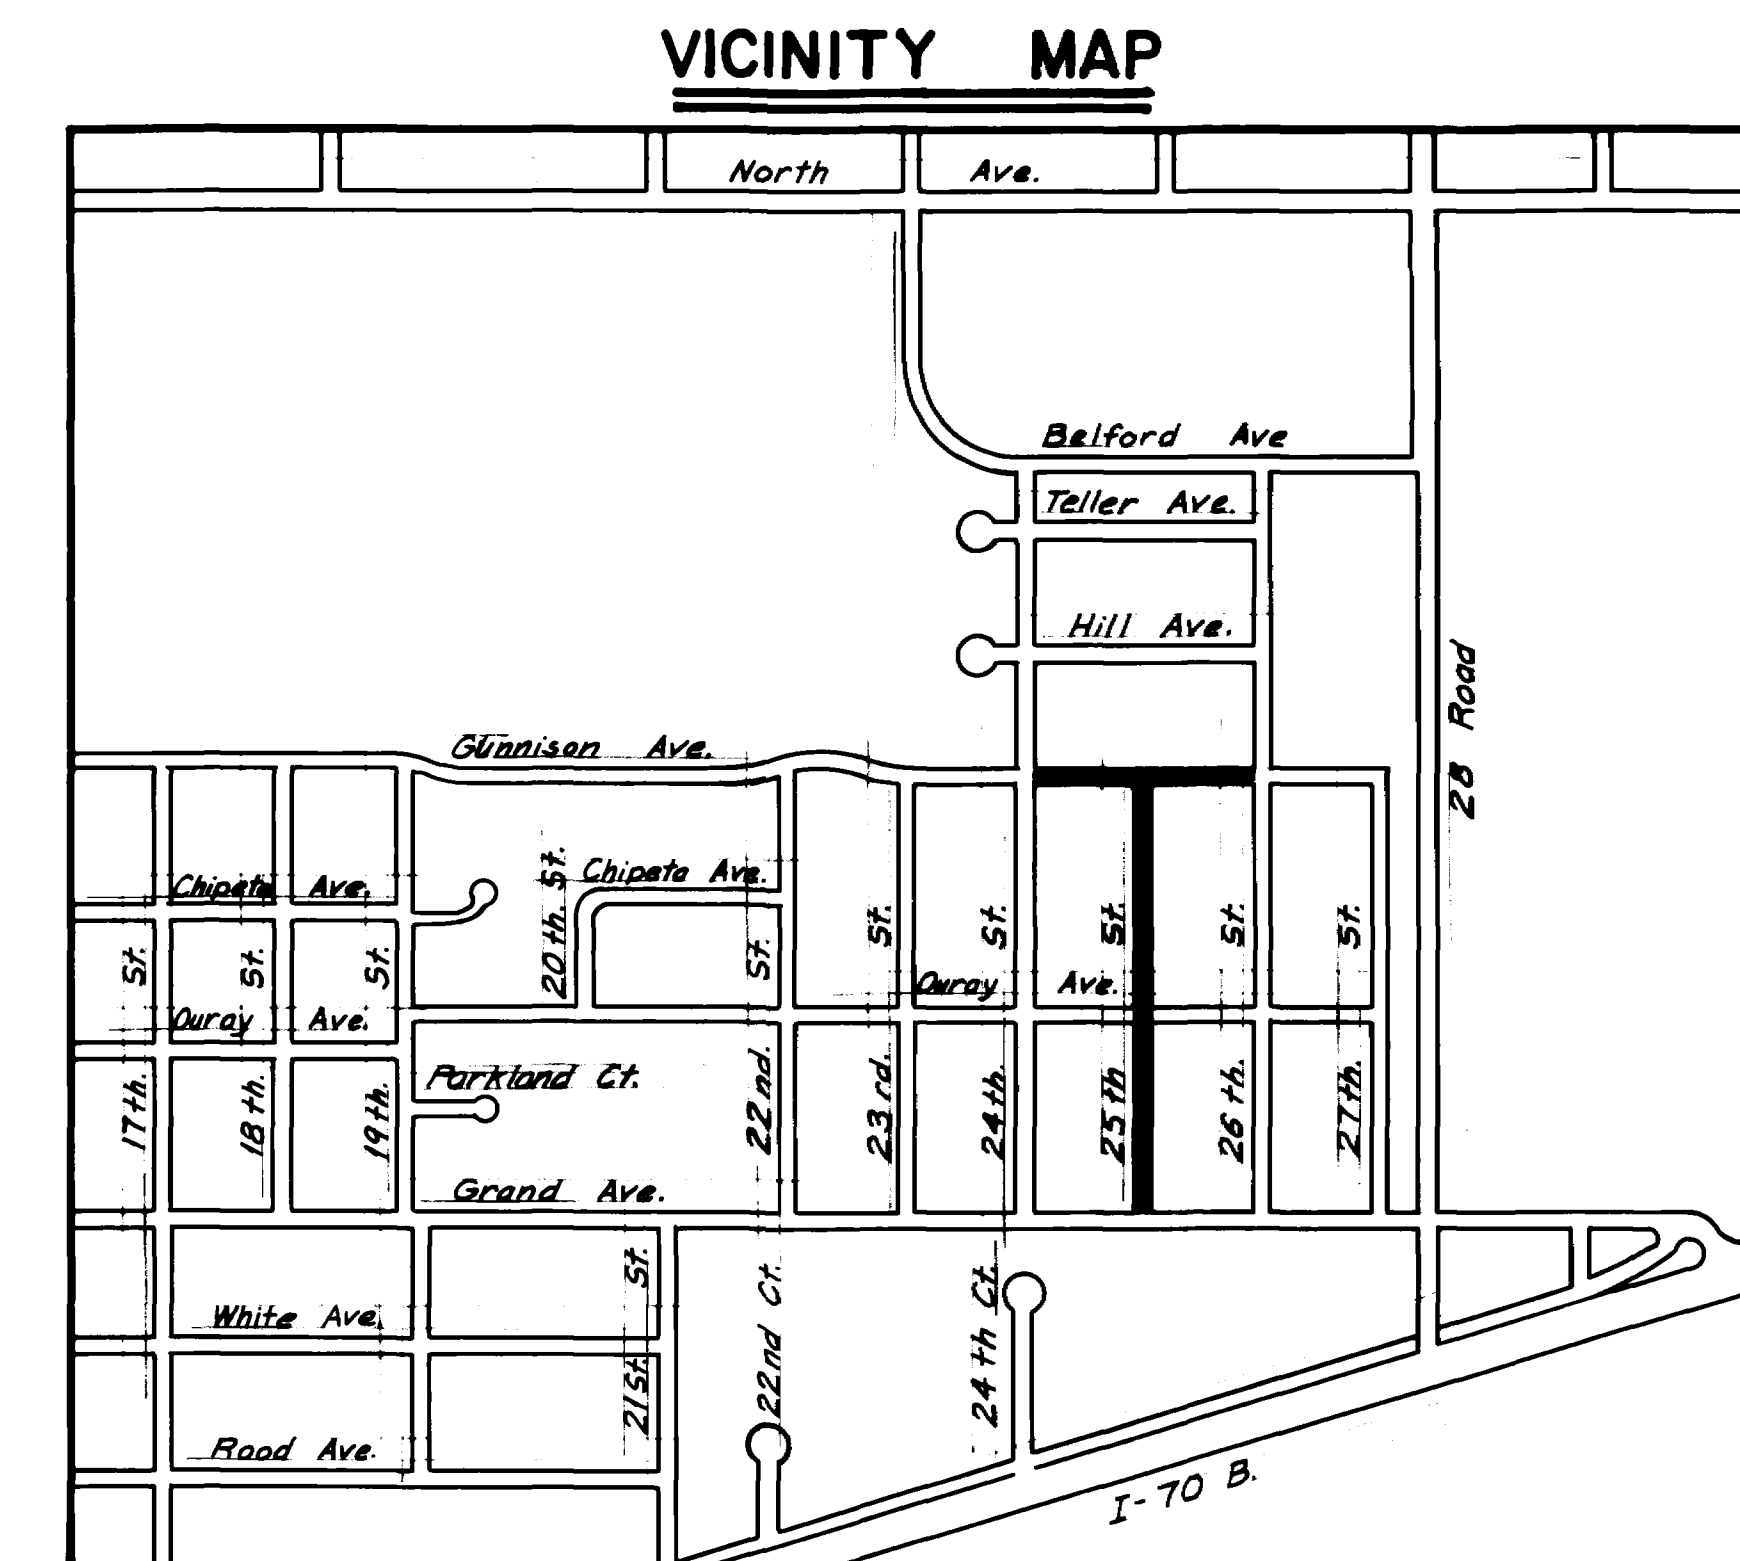 VICINITY MAP
North Ave.
Belford Ave
Teller Ave.
Hill Ave.
28 Road
Gunnison Ave.
Chipeta Ave.
Chipeta Ave.
20th. St.
17th. St.
18th. St.
19th. St.
22nd. St.
23rd. St.
24th. St.
25th St.
26th. St.
27th. St.
Ouray Ave.
Ouray Ave.
Parkland Ct.
Grand Ave.
White Ave.
21st. St.
22nd Ct.
24th Ct.
Rood Ave.
I-70 B.